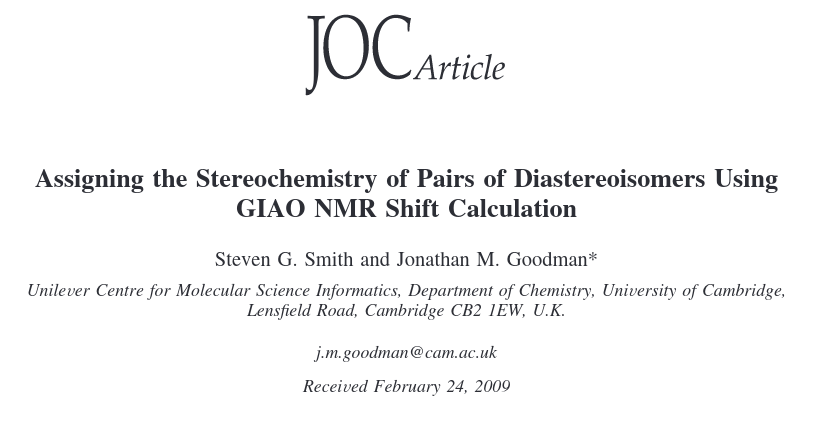 JOC Article
Assigning the Stereochemistry of Pairs of Diastereoisomers Using
GIAO NMR Shift Calculation
Steven G. Smith and Jonathan M. Goodman*
Unilever Centre for Molecular Science Informatics, Department of Chemistry, University of Cambridge,
Lensfield Road, Cambridge CB2 1EW, U.K.
j.m.goodman@cam.ac.uk
Received February 24, 2009